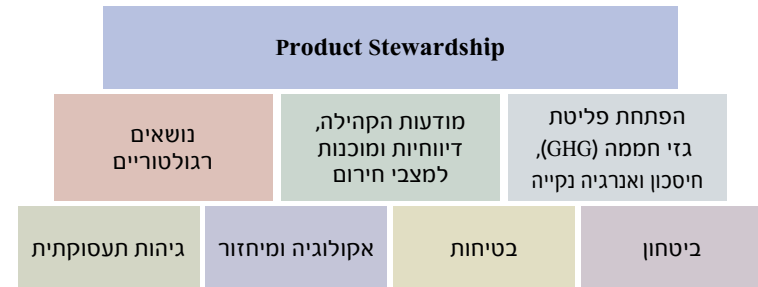 Product Stewardship
הפתחת פליטת
גזי חממה (GHG),
חיסכון ואנרגיה נקייה
מודעות הקהילה,
דיווחיות ומוכנות
למצבי חירום
נושאים
רגולטוריים
ביטחון
בטיחות
אקולוגיה ומיחזור
גיהות תעסוקתית